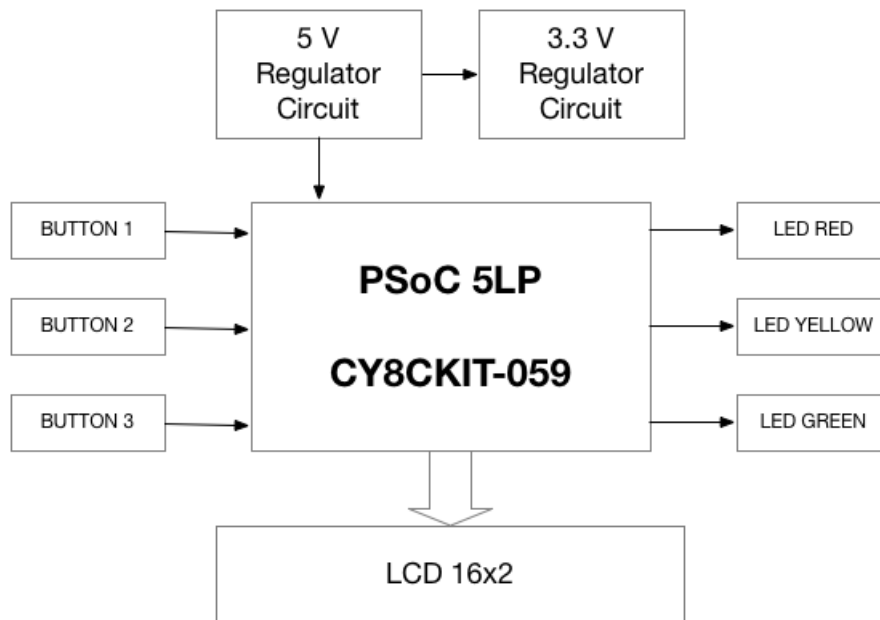 5 V
Regulator
Circuit
3.3 V
Regulator
Circuit
BUTTON 1
BUTTON 2
BUTTON 3
PSoC 5LP
CY8CKIT-059
LED RED
LED YELLOW
LED GREEN
LCD 16x2